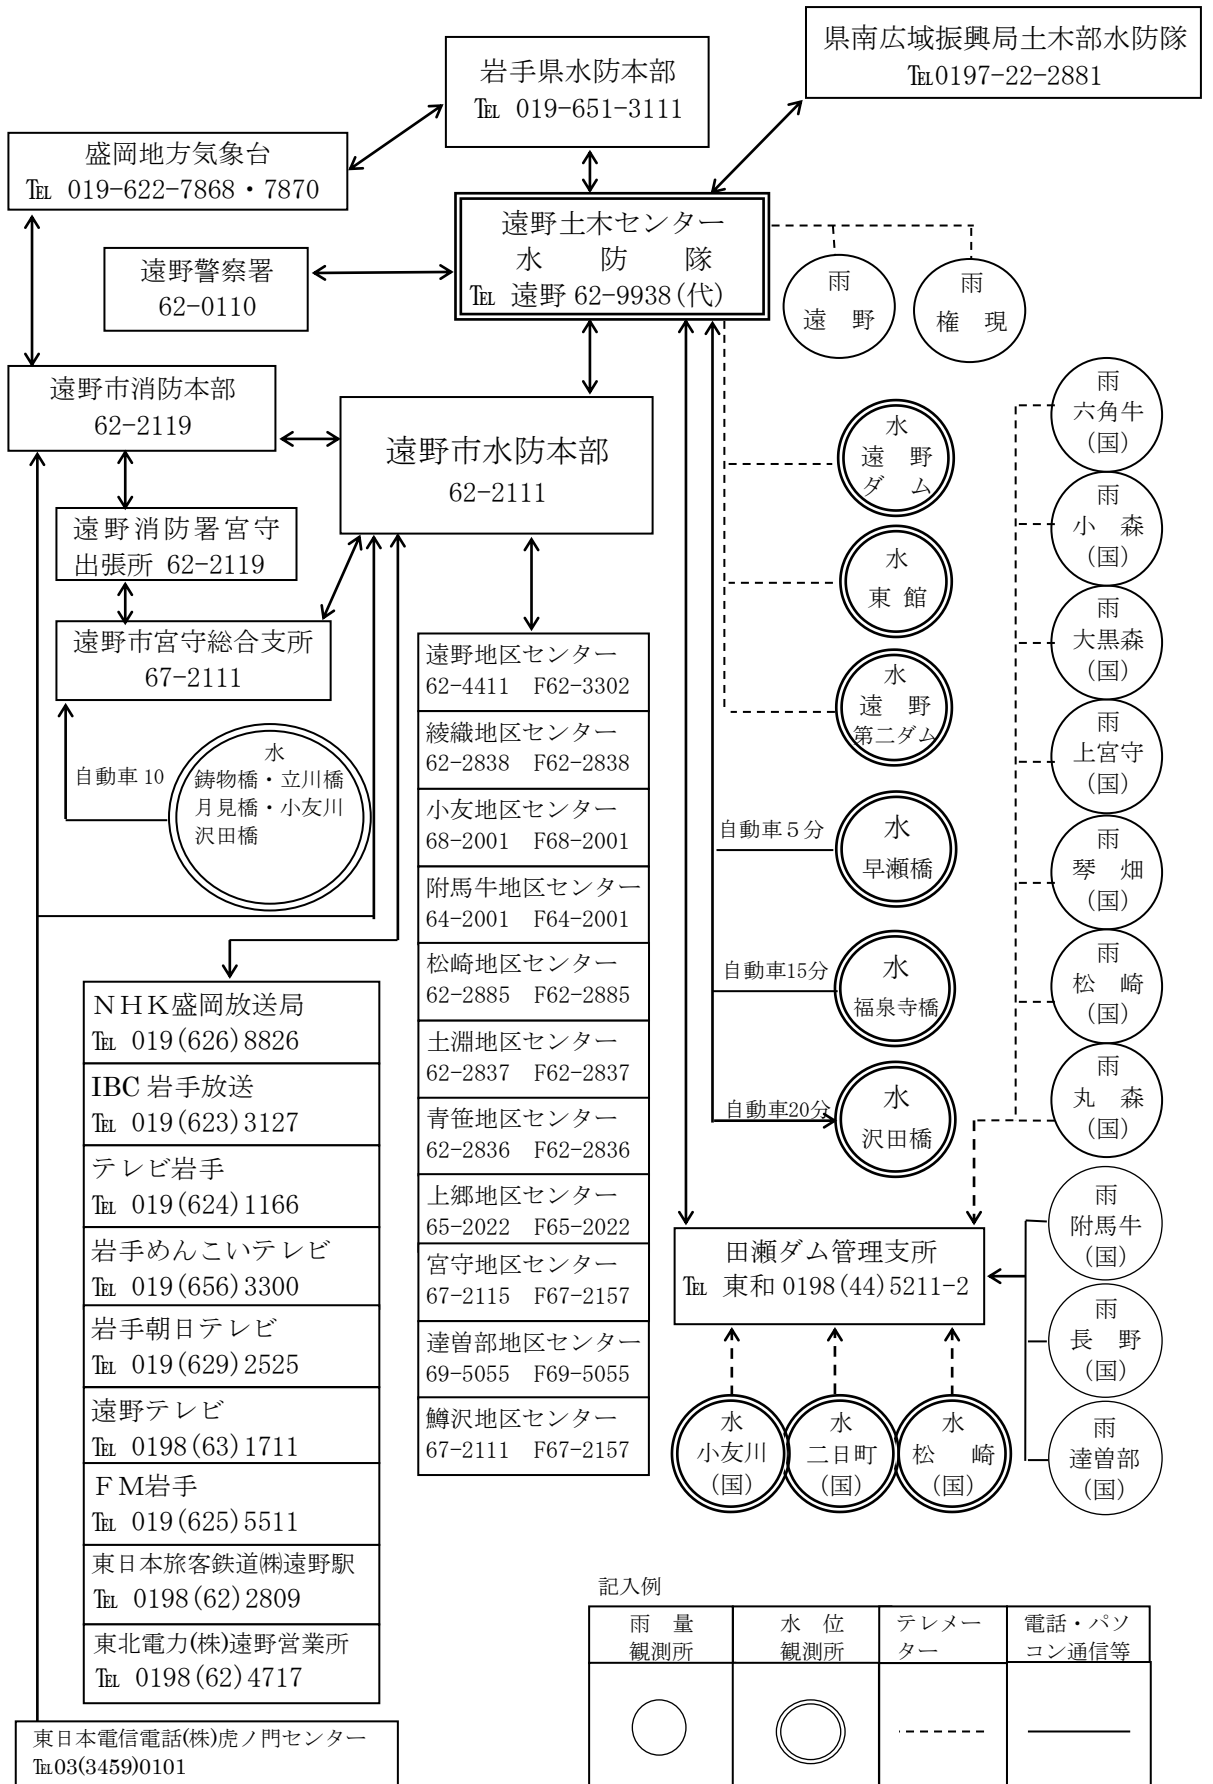 県南広域振興局土木部水防隊
℡0197-22-2881
岩手県水防本部
℡ 019-651-3111
盛岡地方気象台
℡ 019-622-7868・7870
遠野土木センター
水 防 隊
℡ 遠野 62-9938(代)
遠野警察署
62-0110
雨
遠 野
雨
権 現
遠野市消防本部
62-2119
遠野市水防本部
62-2111
遠野消防署宮守
出張所 62-2119
遠野市宮守総合支所
67-2111
自動車 10
水
鋳物橋・立川橋
月見橋・小友川
沢田橋
遠野地区センター
62-4411 F62-3302
綾織地区センター
62-2838 F62-2838
小友地区センター
68-2001 F68-2001
附馬牛地区センター
64-2001 F64-2001
松崎地区センター
62-2885 F62-2885
土淵地区センター
62-2837 F62-2837
青笹地区センター
62-2836 F62-2836
上郷地区センター
65-2022 F65-2022
宮守地区センター
67-2115 F67-2157
達曽部地区センター
69-5055 F69-5055
鱒沢地区センター
67-2111 F67-2157
水
遠 野
ダ ム
水
東 館
水
遠 野
第二ダム
自動車５分
水
早瀬橋
自動車15分
水
福泉寺橋
自動車20分
水
沢田橋
雨
六角牛
(国)
雨
小 森
(国)
雨
大黒森
(国)
雨
上宮守
(国)
雨
琴 畑
(国)
雨
松 崎
(国)
雨
丸 森
(国)
雨
附馬牛
(国)
雨
長 野
(国)
雨
達曽部
(国)
田瀬ダム管理支所
℡ 東和 0198(44)5211-2
水
小友川
(国)
水
二日町
(国)
水
松 崎
(国)
ＮＨＫ盛岡放送局
℡ 019(626)8826
IBC 岩手放送
℡ 019(623)3127
テレビ岩手
℡ 019(624)1166
岩手めんこいテレビ
℡ 019(656)3300
岩手朝日テレビ
℡ 019(629)2525
遠野テレビ
℡ 0198(63)1711
ＦＭ岩手
℡ 019(625)5511
東日本旅客鉄道㈱遠野駅
℡ 0198(62)2809
東北電力(株)遠野営業所
℡ 0198(62)4717
東日本電信電話(株)虎ノ門センター
℡03(3459)0101
記入例
雨 量
観測所
水 位
観測所
テレメー
ター
電話・パソ
コン通信等